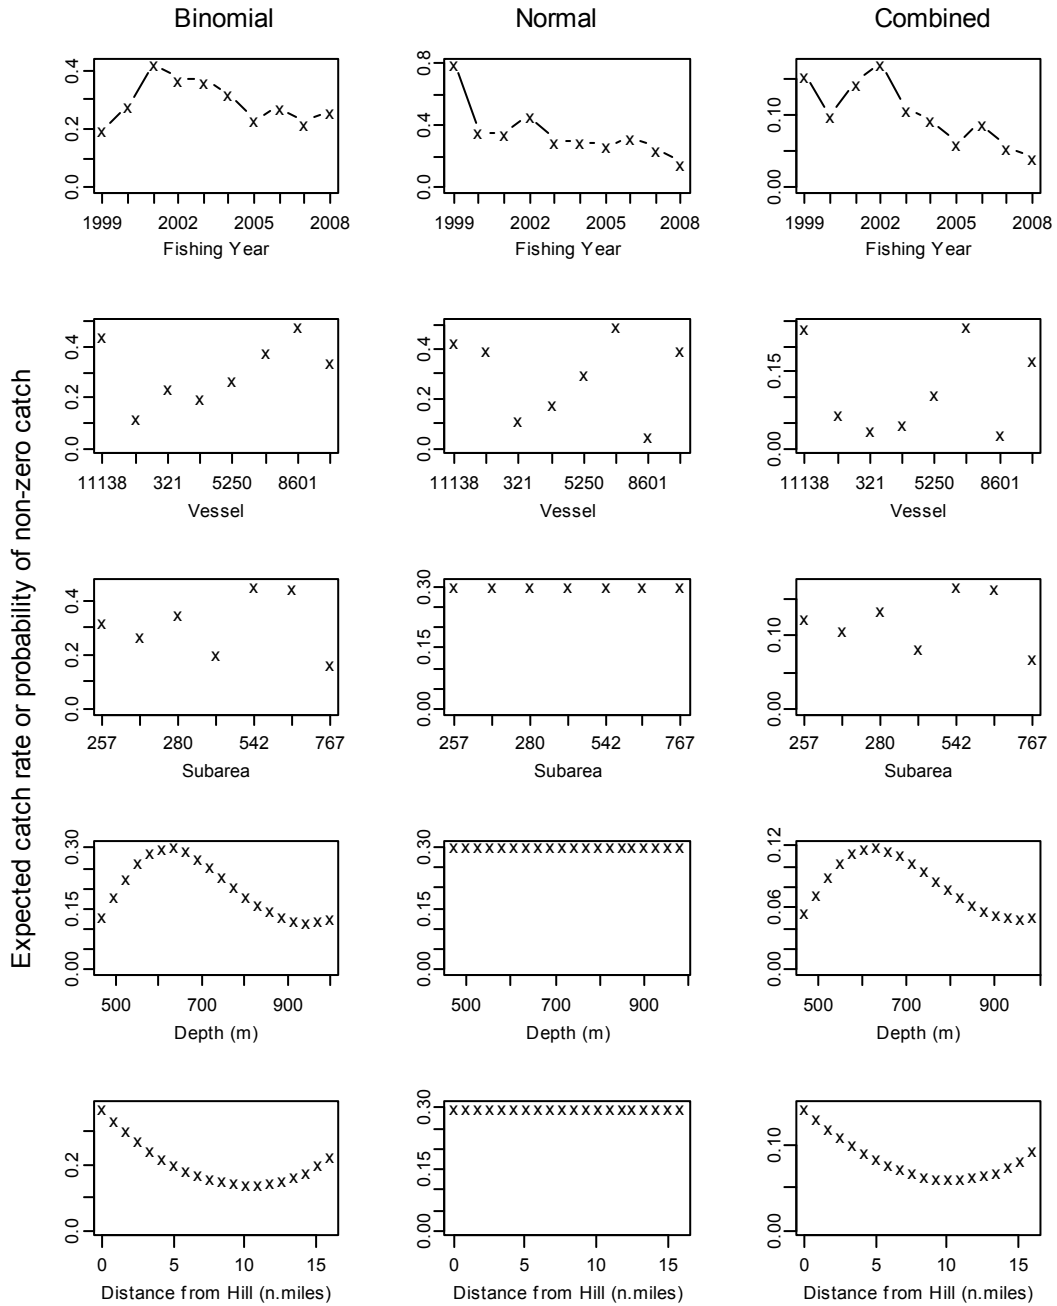 Binomial Normal Combined
Expected catch rate or probability of non-zero catch
0.0 0.2 0.4
1999 2002 2005 2008
Fishing Year
0.0 0.4 0.8
1999 2002 2005 2008
Fishing Year
0.00 0.10
1999 2002 2005 2008
Fishing Year
0.0 0.2 0.4
11138 321 5250 8601
Vessel
0.0 0.2 0.4
11138 321 5250 8601
Vessel
0.00 0.15
11138 321 5250 8601
Vessel
0.0 0.2 0.4
257 280 542 767
Subarea
0.00 0.15 0.30
257 280 542 767
Subarea
0.00 0.10
257 280 542 767
Subarea
0.00 0.15 0.30
500 700 900
Depth (m)
0.00 0.15 0.30
500 700 900
Depth (m)
0.00 0.06 0.12
500 700 900
Depth (m)
0.0 0.2
0 5 10 15
Distance from Hill (n.miles)
0.00 0.15 0.30
0 5 10 15
Distance from Hill (n.miles)
0.00 0.10
0 5 10 15
Distance from Hill (n.miles)